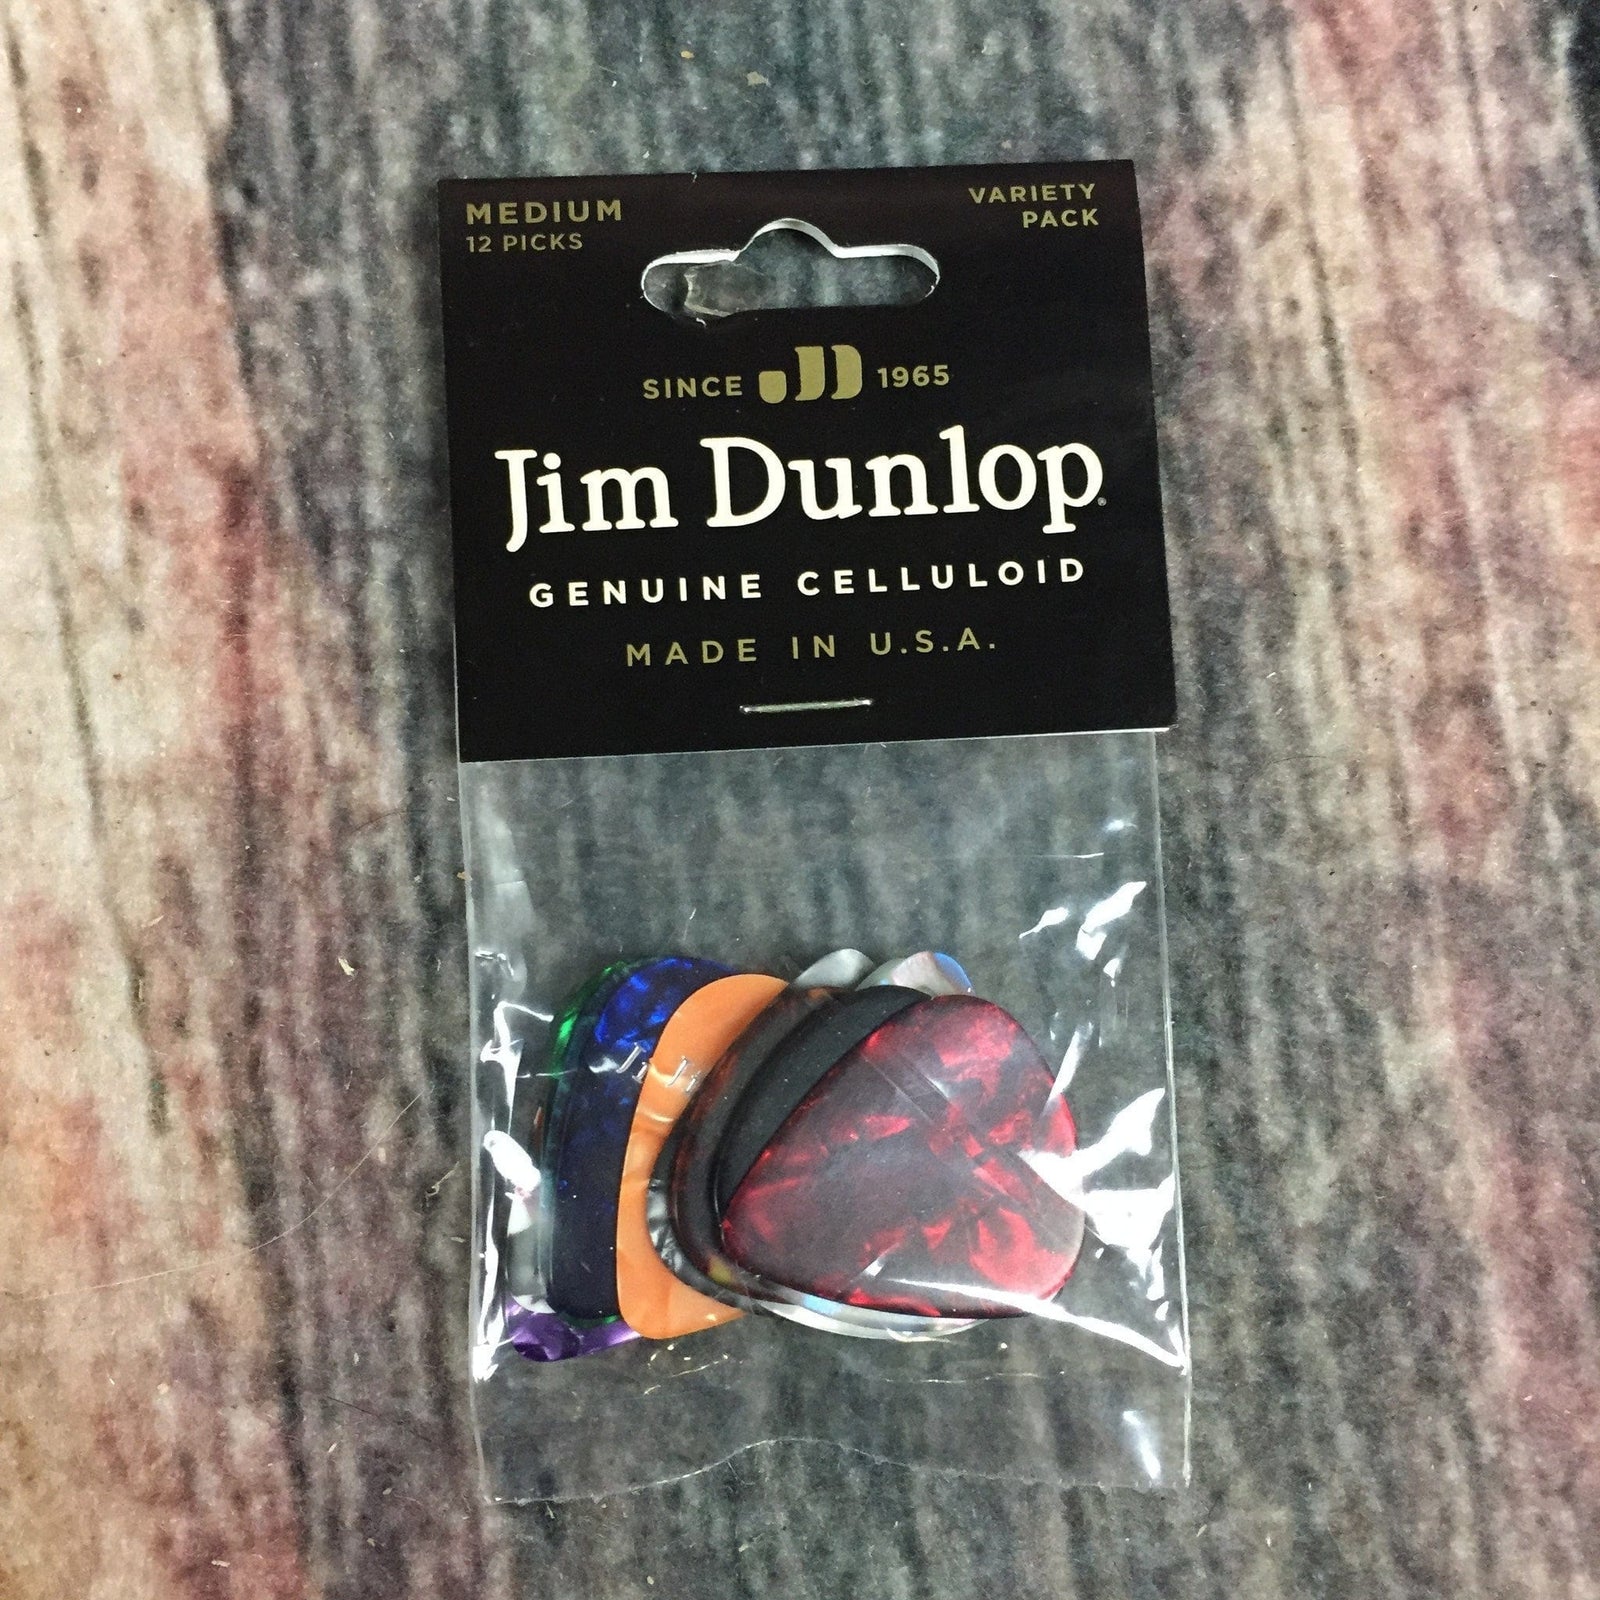 MEDIUM
12 PICKS
VARIETY
PACK
SINCE 1965
Jim Dunlop®
GENUINE CELLULOID
MADE IN U.S.A.